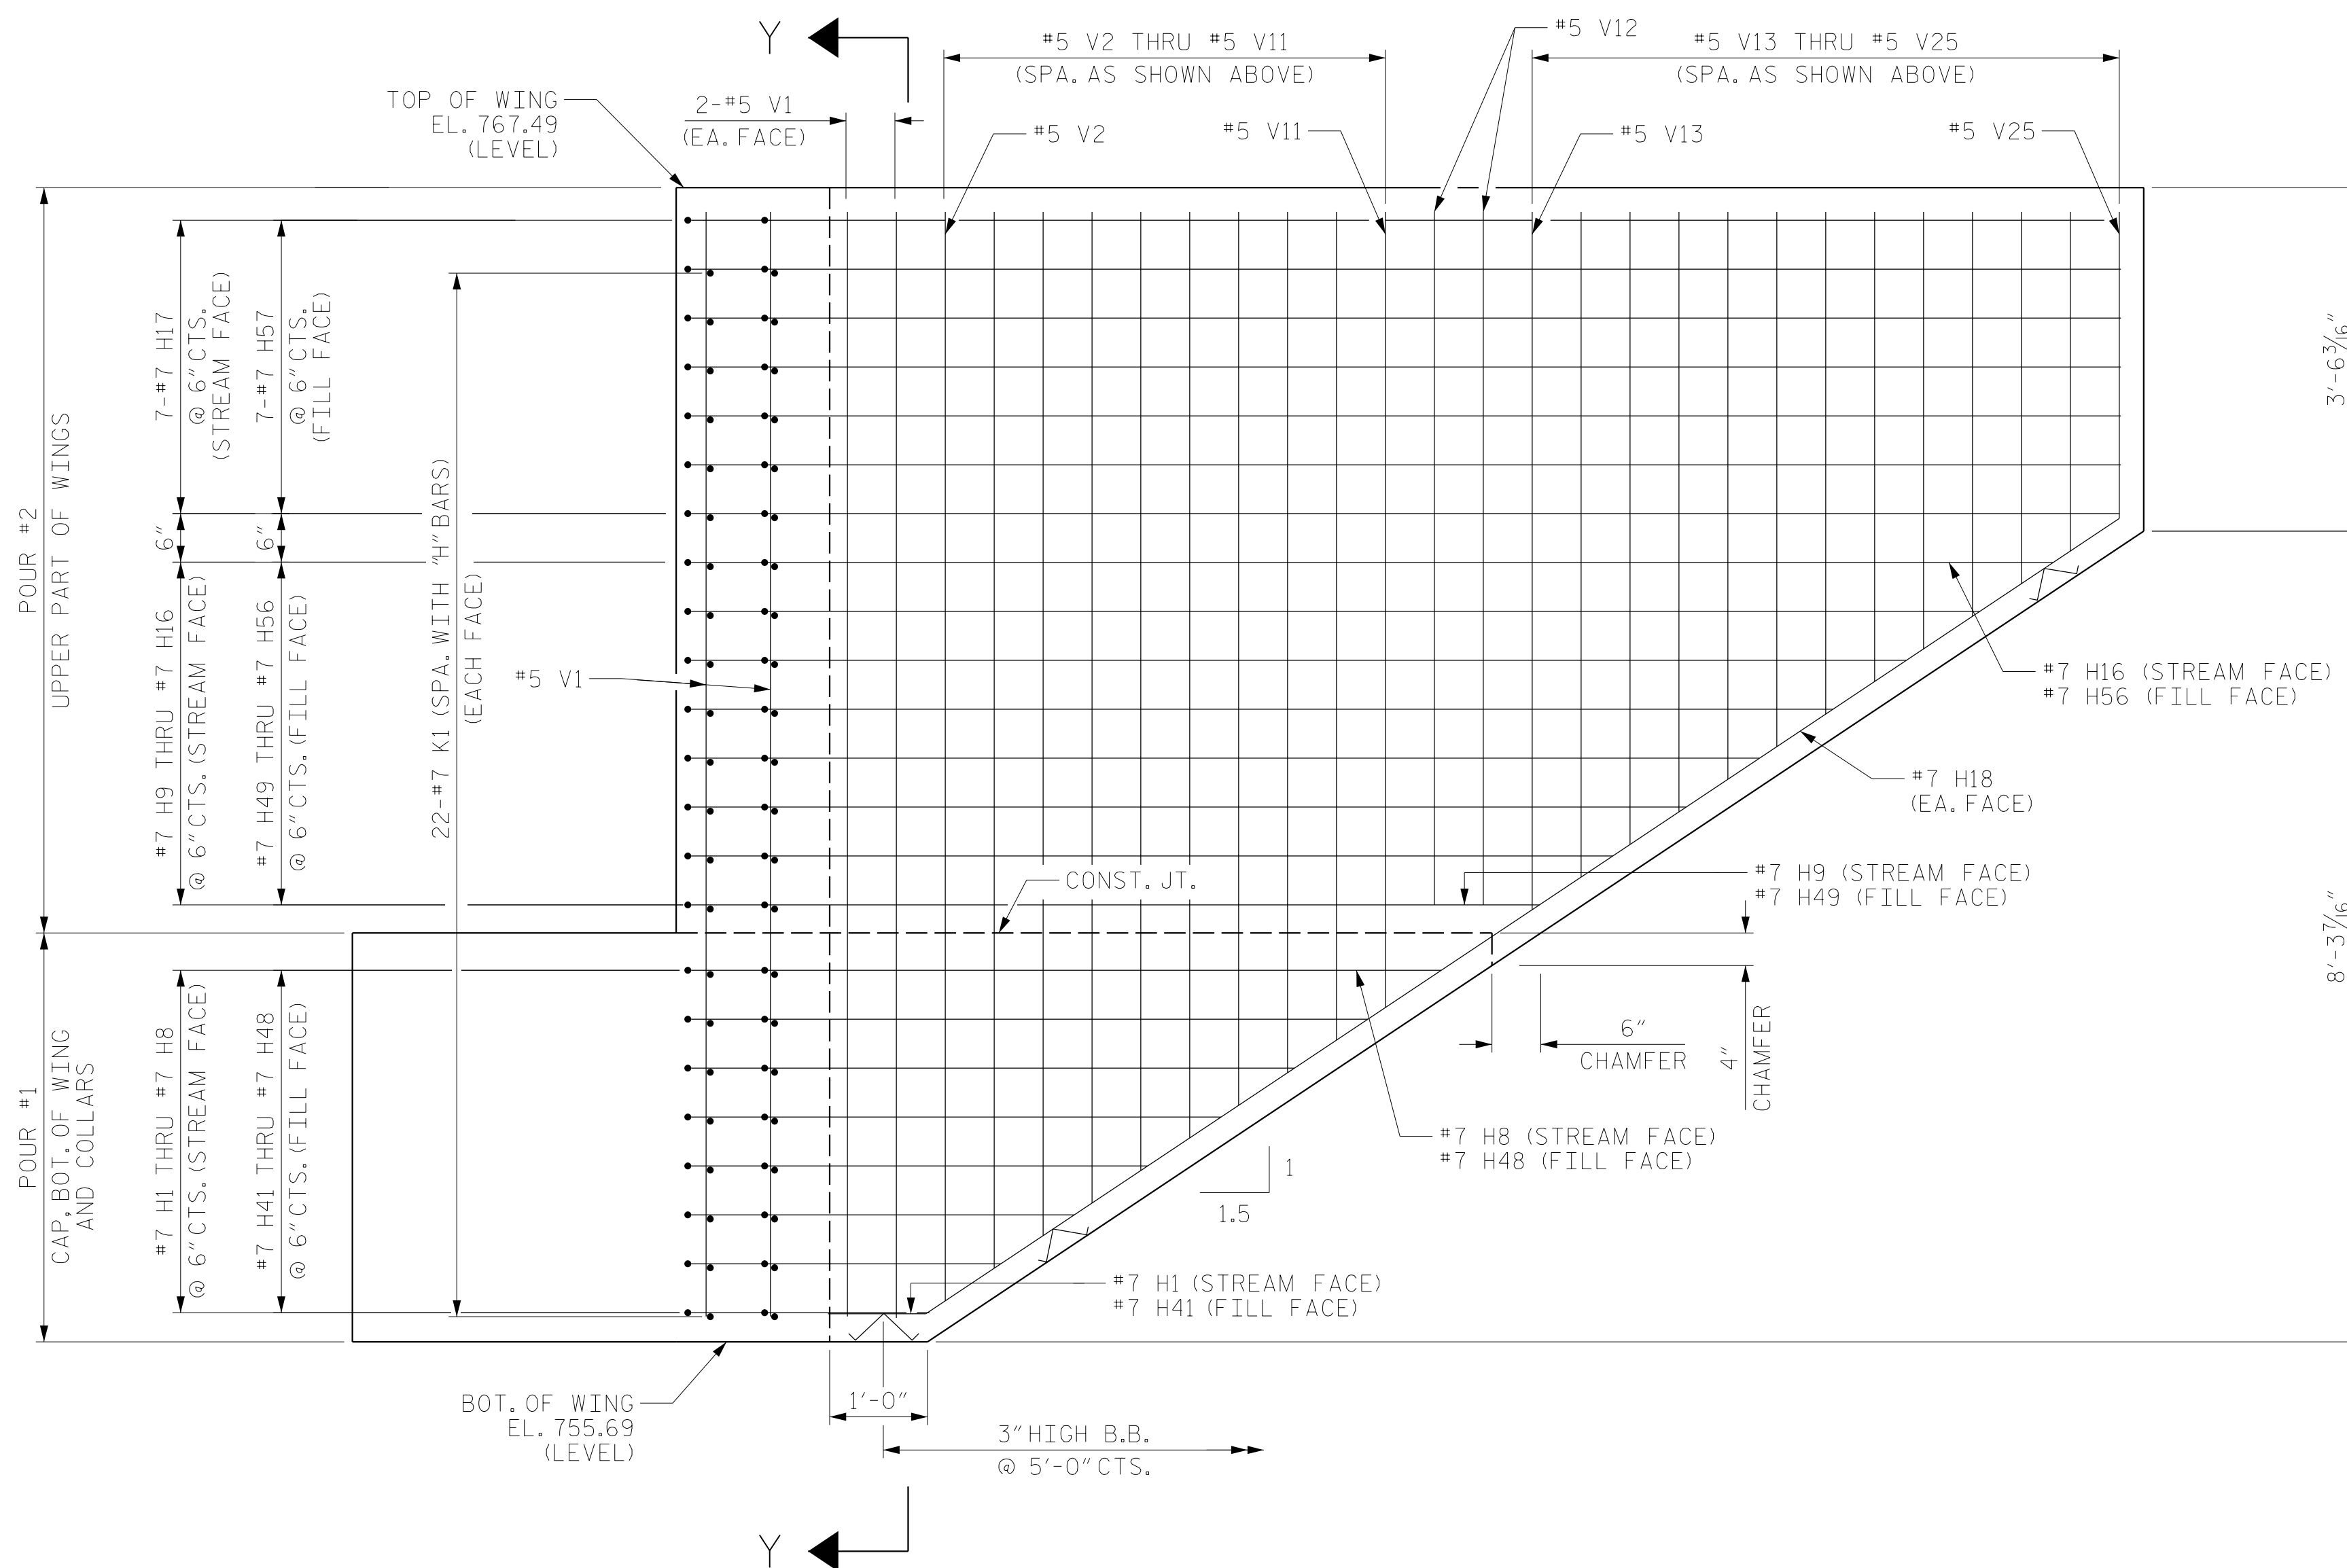 Y
#5 V2 THRU #5 V11
(SPA. AS SHOWN ABOVE)
#5 V12
#5 V13 THRU #5 V25
(SPA. AS SHOWN ABOVE)
TOP OF WING
EL. 767.49
(LEVEL)
2-#5 V1
(EA. FACE)
#5 V2
#5 V11
#5 V13
#5 V25
POUR #2
UPPER PART OF WINGS
7-#7 H17
@ 6" CTS.
(STREAM FACE)
7-#7 H57
@ 6" CTS.
(FILL FACE)
6"
6"
#7 H9 THRU #7 H16
@ 6" CTS. (STREAM FACE)
#7 H49 THRU #7 H56
@ 6" CTS. (FILL FACE)
22-#7 K1 (SPA. WITH "H" BARS)
(EACH FACE)
#5 V1
3'-6 3/16"
#7 H16 (STREAM FACE)
#7 H56 (FILL FACE)
#7 H18
(EA. FACE)
CONST. JT.
#7 H9 (STREAM FACE)
#7 H49 (FILL FACE)
8'-3 7/16"
POUR #1
CAP, BOT. OF WING
AND COLLARS
#7 H1 THRU #7 H8
@ 6" CTS. (STREAM FACE)
#7 H41 THRU #7 H48
@ 6" CTS. (FILL FACE)
6"
CHAMFER
4"
CHAMFER
#7 H8 (STREAM FACE)
#7 H48 (FILL FACE)
1
1.5
#7 H1 (STREAM FACE)
#7 H41 (FILL FACE)
BOT. OF WING
EL. 755.69
(LEVEL)
1'-0"
3" HIGH B.B.
@ 5'-0" CTS.
Y